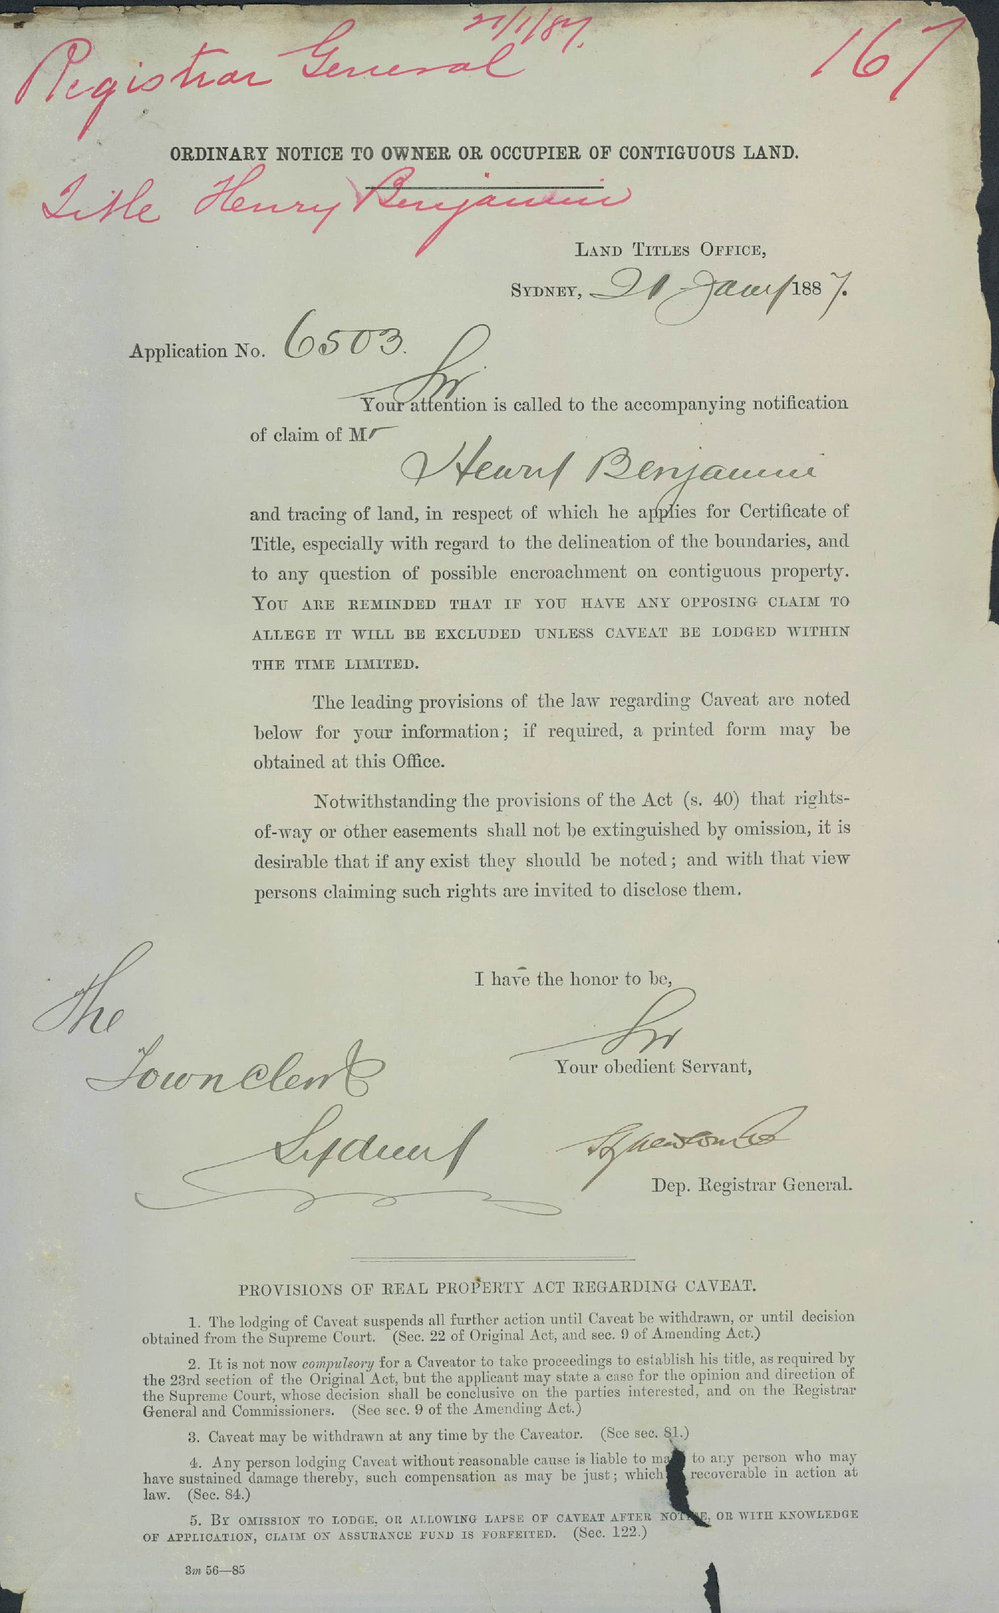 21/1/87.
Registrar General
167
ORDINARY NOTICE TO OWNER OR OCCUPIER OF CONTIGUOUS LAND.
Title Henry Benjamin
LAND TITLES OFFICE,
SYDNEY, 21 Jany 1887.
Application No. 6503.
Sir
Your attention is called to the accompanying notification
of claim of Mr
Henry Benjamin
and tracing of land, in respect of which he applies for Certificate of
Title, especially with regard to the delineation of the boundaries, and
to any question of possible encroachment on contiguous property.
YOU ARE REMINDED THAT IF YOU HAVE ANY OPPOSING CLAIM TO
ALLEGE IT WILL BE EXCLUDED UNLESS CAVEAT BE LODGED WITHIN
THE TIME LIMITED.
The leading provisions of the law regarding Caveat are noted
below for your information; if required, a printed form may be
obtained at this Office.
Notwithstanding the provisions of the Act (s. 40) that rights-
of-way or other easements shall not be extinguished by omission, it is
desirable that if any exist they should be noted; and with that view
persons claiming such rights are invited to disclose them.
I have the honor to be,
The
Sir
Your obedient Servant,
Town Clerk
Sydney
Dep. Registrar General.
PROVISIONS OF REAL PROPERTY ACT REGARDING CAVEAT.
1. The lodging of Caveat suspends all further action until Caveat be withdrawn, or until decision
obtained from the Supreme Court. (Sec. 22 of Original Act, and sec. 9 of Amending Act.)
2. It is not now compulsory for a Caveator to take proceedings to establish his title, as required by
the 23rd section of the Original Act, but the applicant may state a case for the opinion and direction of
the Supreme Court, whose decision shall be conclusive on the parties interested, and on the Registrar
General and Commissioners. (See sec. 9 of the Amending Act.)
3. Caveat may be withdrawn at any time by the Caveator. (See sec. 81.)
4. Any person lodging Caveat without reasonable cause is liable to to any person who may
have sustained damage thereby, such compensation as may be just; which recoverable in action at
law. (Sec. 84.)
5. BY OMISSION TO LODGE, OR ALLOWING LAPSE OF CAVEAT AFTER NOTICE, OR WITH KNOWLEDGE
OF APPLICATION, CLAIM ON ASSURANCE FUND IS FORFEITED. (Sec. 122.)
3m 56—85